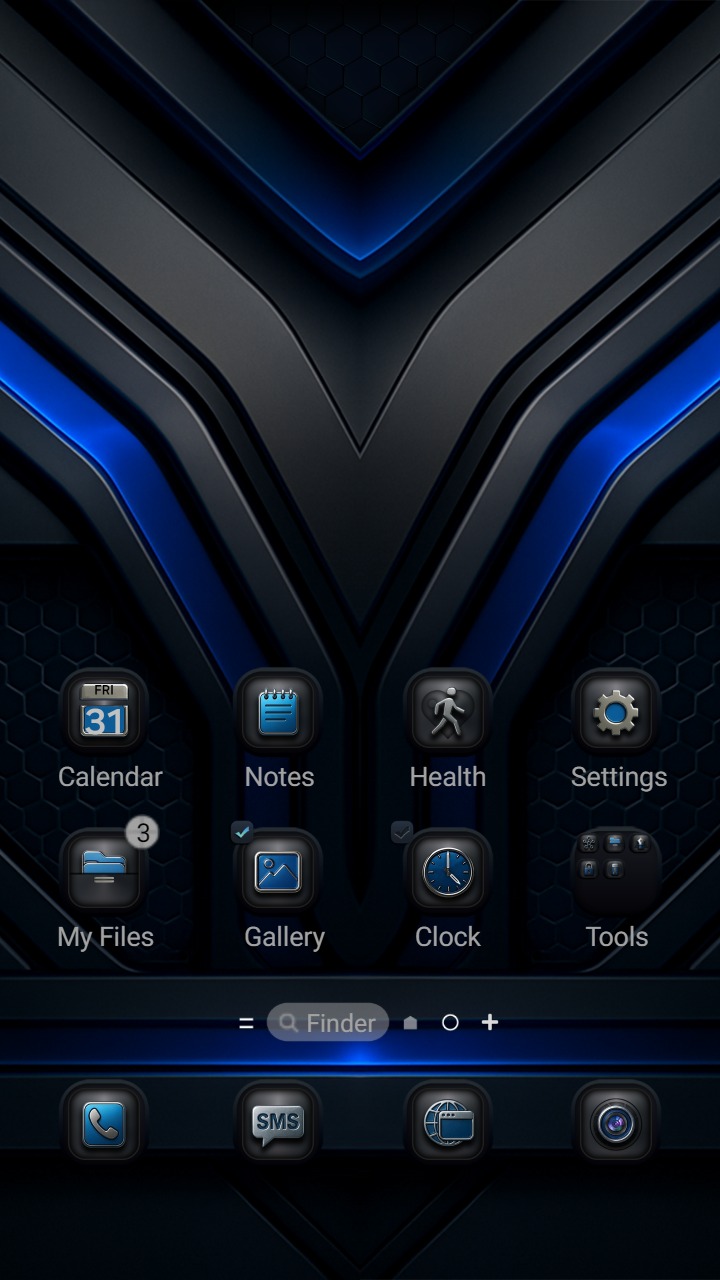 FRI
31
Calendar
Notes
Health
Settings
3
My Files
Gallery
Clock
Tools
Finder
SMS